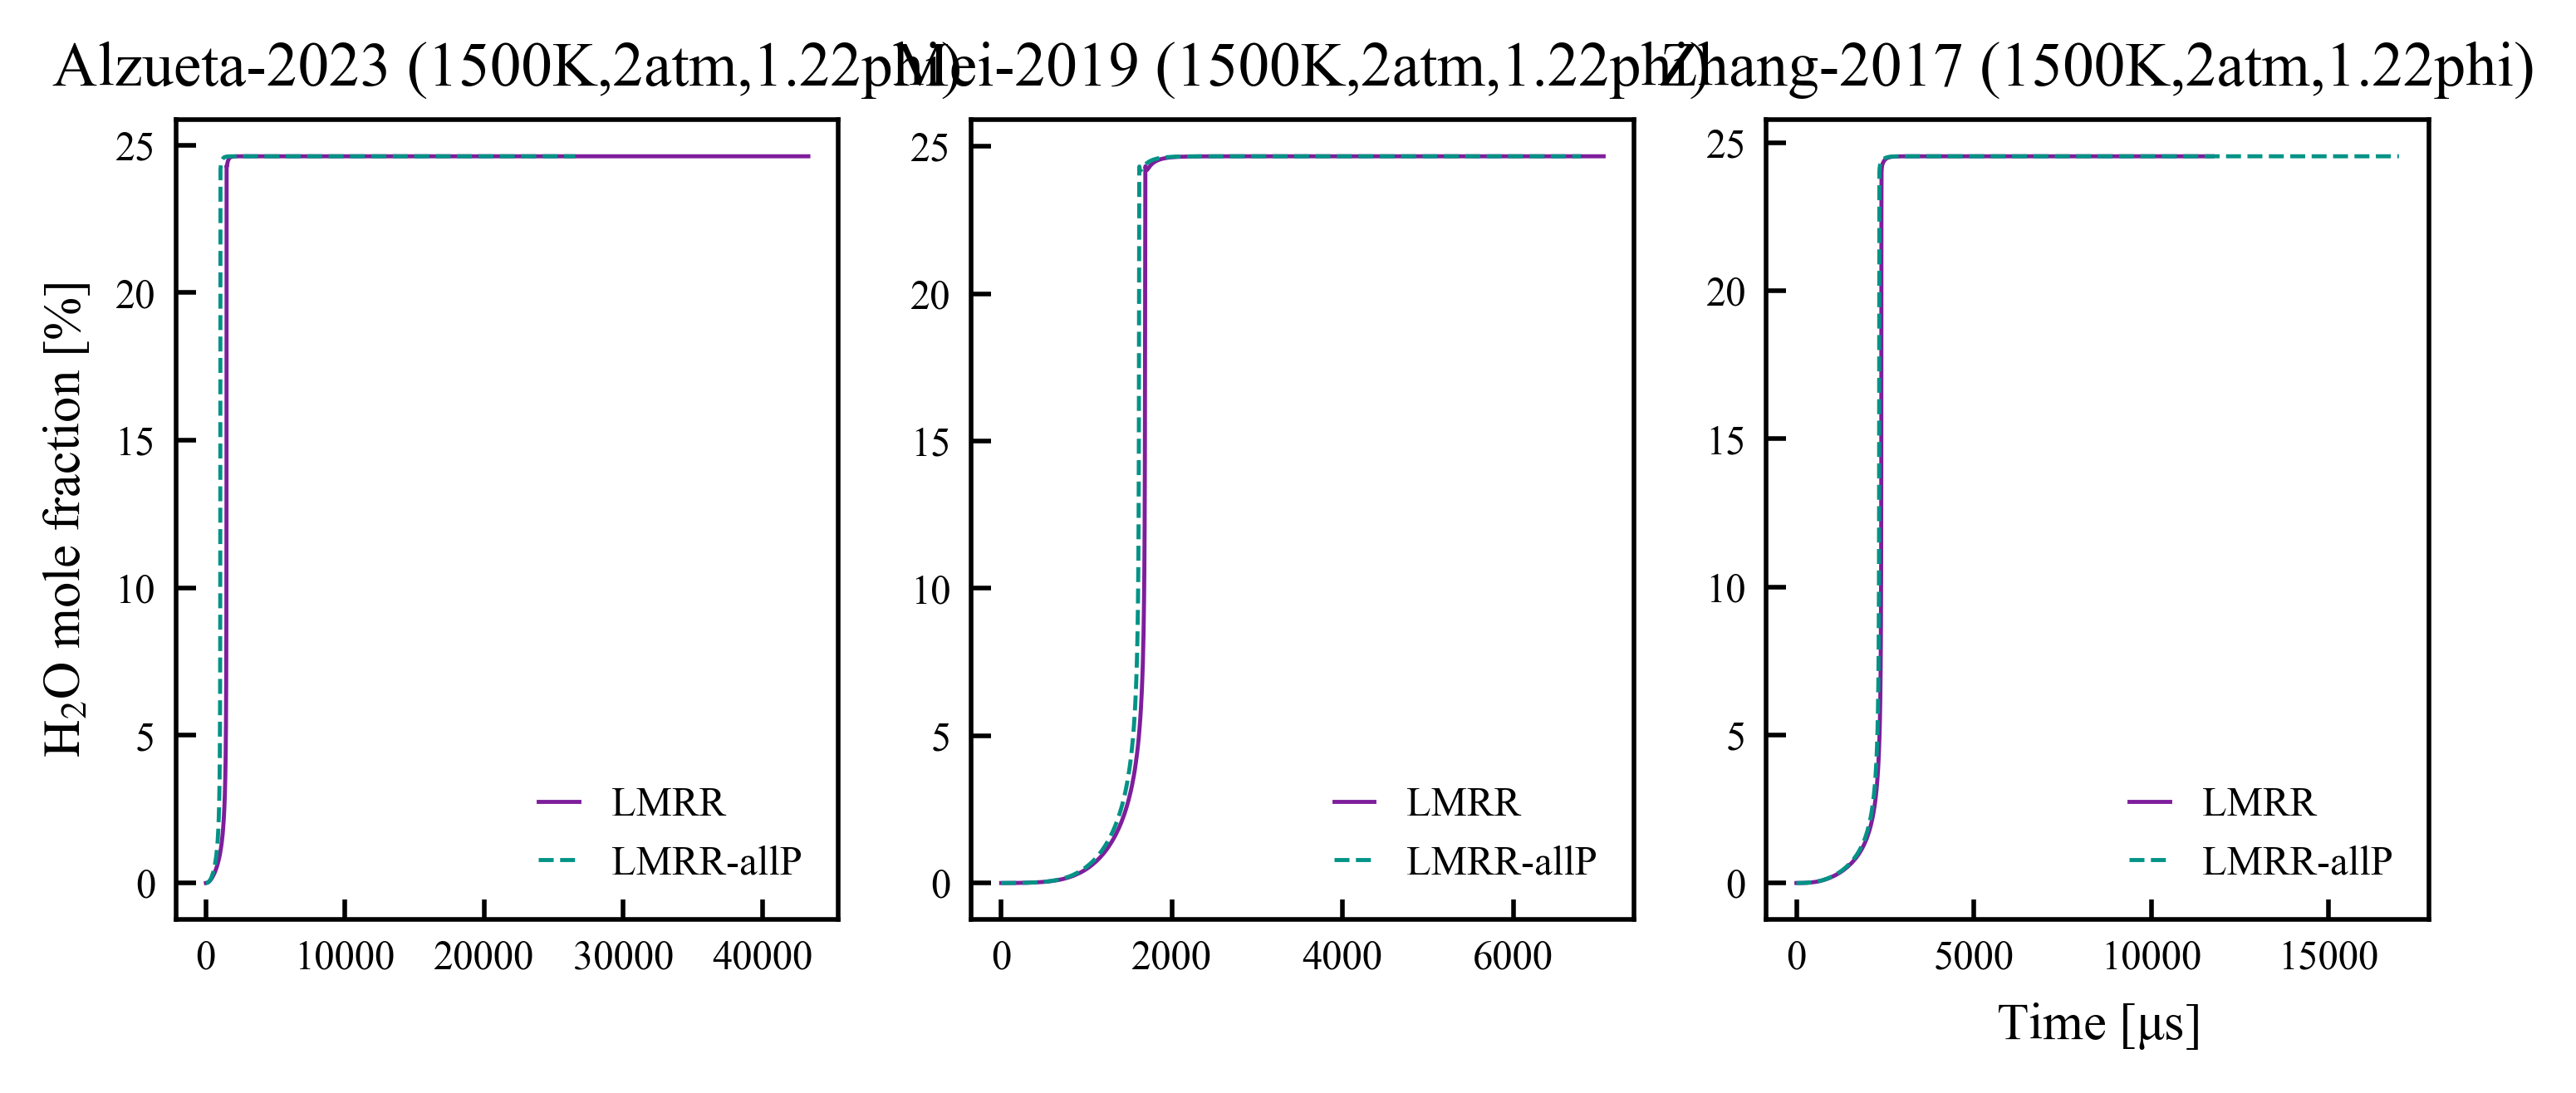 Alzueta-2023 (1500K,2atm,1.22phi)
Mei-2019 (1500K,2atm,1.22phi)
Zhang-2017 (1500K,2atm,1.22phi)
H₂O mole fraction [%]
25
20
15
10
5
0
LMRR
LMRR-allP
0 10000 20000 30000 40000
25
20
15
10
5
0
LMRR
LMRR-allP
0 2000 4000 6000
25
20
15
10
5
0
LMRR
LMRR-allP
0 5000 10000 15000
Time [μs]